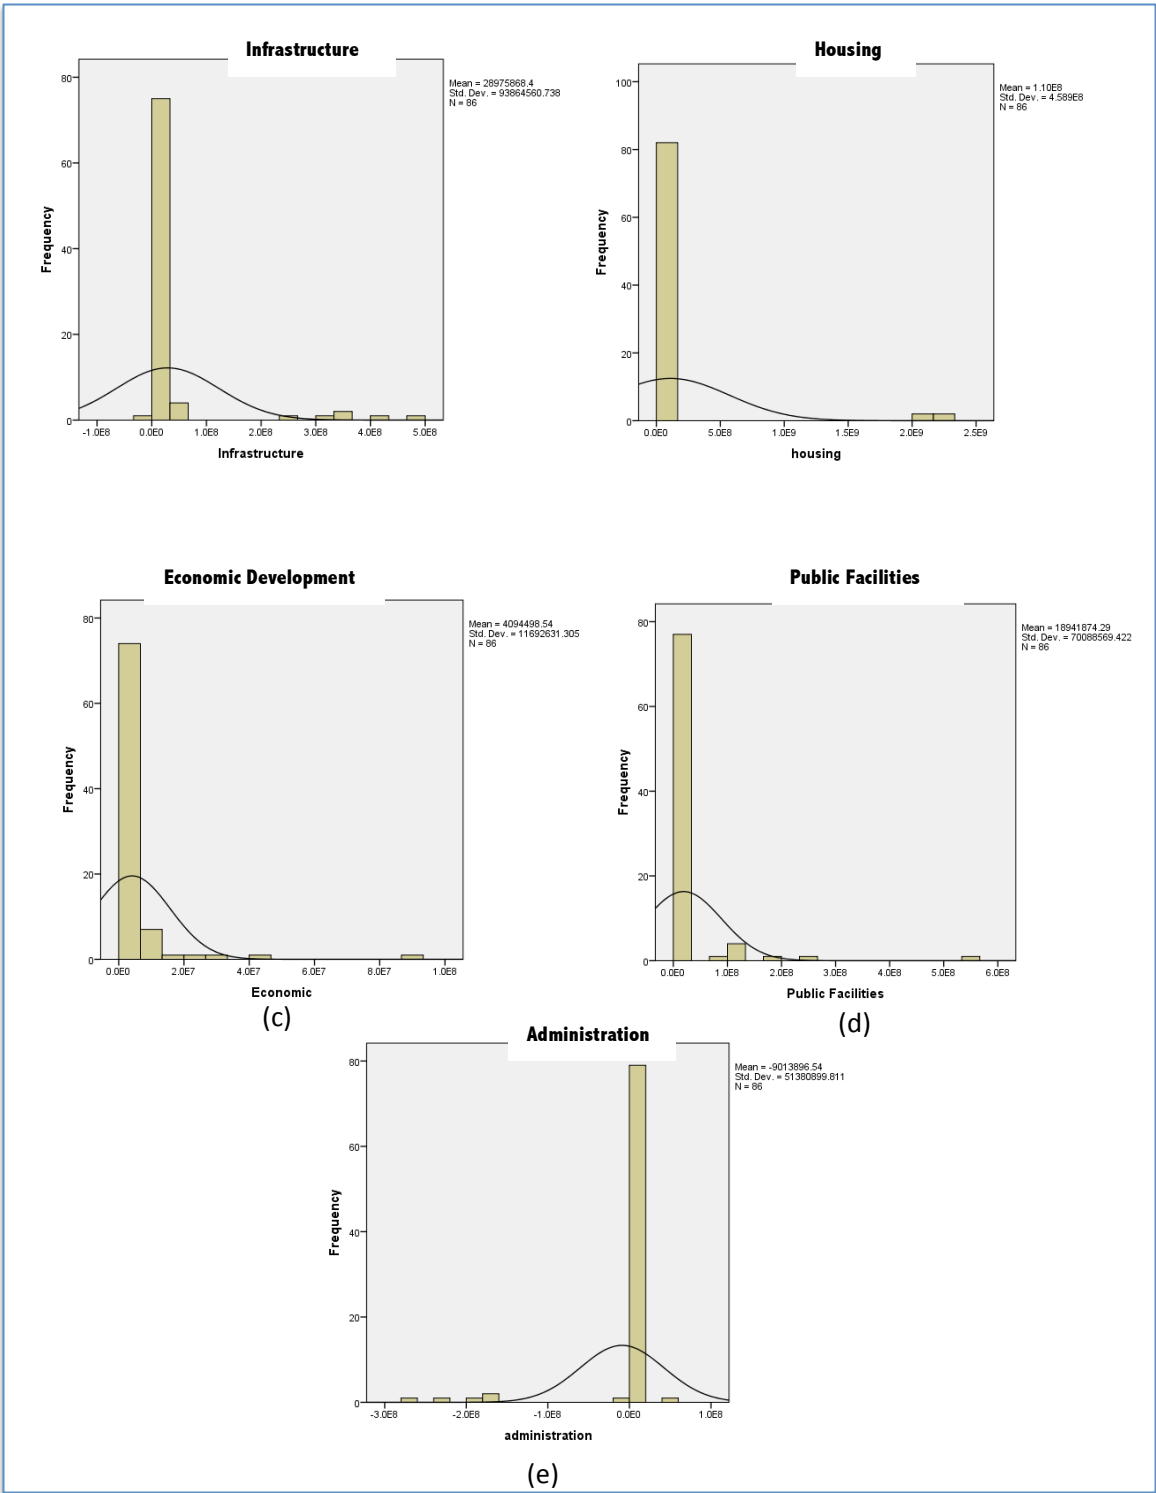 Infrastructure
Mean = 28975868.4
Std. Dev. = 93864560.738
N = 86
80
60
40
20
0
Frequency
-1.0E8 0.0E0 1.0E8 2.0E8 3.0E8 4.0E8 5.0E8
Infrastructure
Housing
Mean = 1.10E8
Std. Dev. = 4.589E8
N = 86
100
80
60
40
20
0
Frequency
0.0E0 5.0E8 1.0E9 1.5E9 2.0E9 2.5E9
housing
Economic Development
Mean = 4094498.54
Std. Dev. = 11692631.305
N = 86
80
60
40
20
0
Frequency
0.0E0 2.0E7 4.0E7 6.0E7 8.0E7 1.0E8
Economic
(c)
Public Facilities
Mean = 18941874.29
Std. Dev. = 70088569.422
N = 86
80
60
40
20
0
Frequency
0.0E0 1.0E8 2.0E8 3.0E8 4.0E8 5.0E8 6.0E8
Public Facilities
(d)
Administration
Mean = -9013896.54
Std. Dev. = 51380899.811
N = 86
80
60
40
20
0
Frequency
-3.0E8 -2.0E8 -1.0E8 0.0E0 1.0E8
administration
(e)